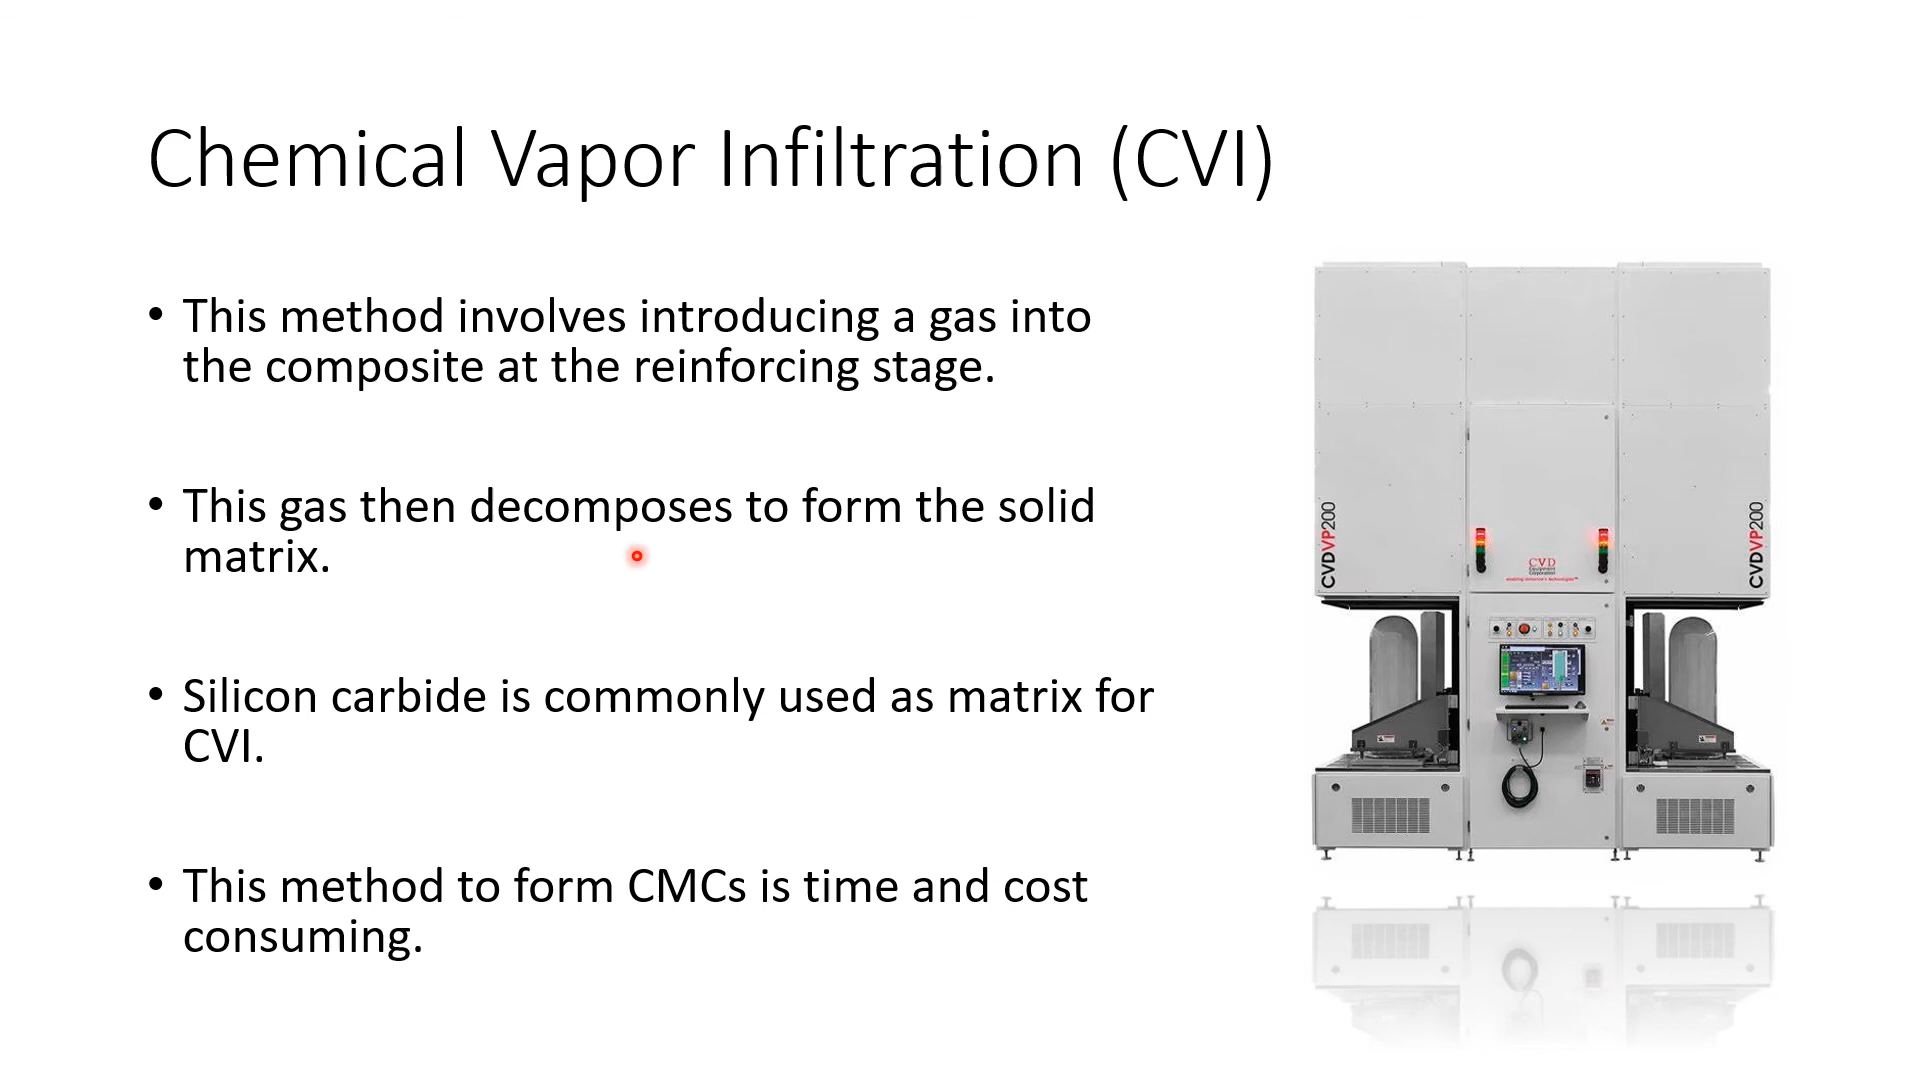 Chemical Vapor Infiltration (CVI)
• This method involves introducing a gas into
the composite at the reinforcing stage.
• This gas then decomposes to form the solid
matrix.
• Silicon carbide is commonly used as matrix for
CVI.
• This method to form CMCs is time and cost
consuming.
CVDVP200
CVDVP200
CVD
Equipment
Corporation